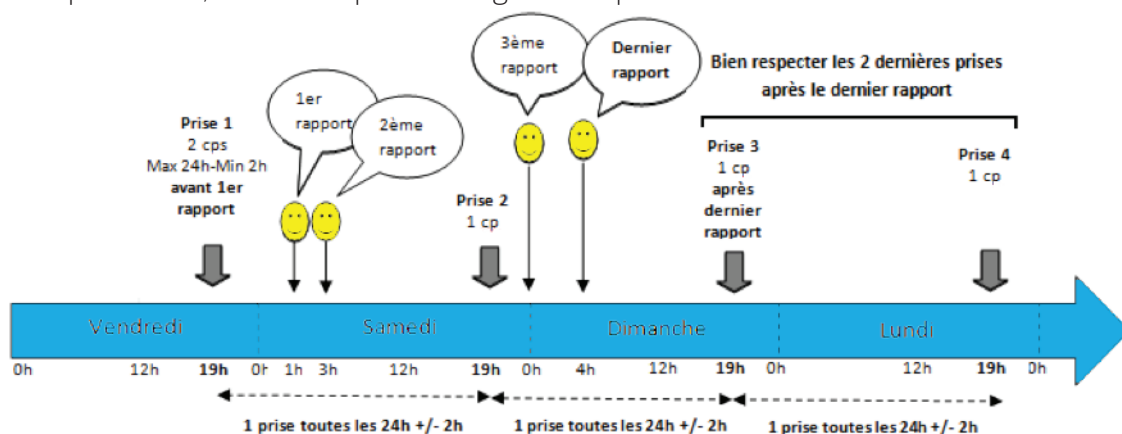 3ème
rapport
Dernier
rapport
Bien respecter les 2 dernières prises
après le dernier rapport
1er
rapport
2ème
rapport
Prise 1
2 cps
Max 24h-Min 2h
avant 1er
rapport
Prise 2
1 cp
Prise 3
1 cp
après
dernier
rapport
Prise 4
1 cp
Vendredi Samedi Dimanche Lundi
0h 12h 19h 0h 1h 3h 12h 19h 0h 4h 12h 19h 0h 12h 19h 0h
1 prise toutes les 24h +/- 2h 1 prise toutes les 24h +/- 2h 1 prise toutes les 24h +/- 2h